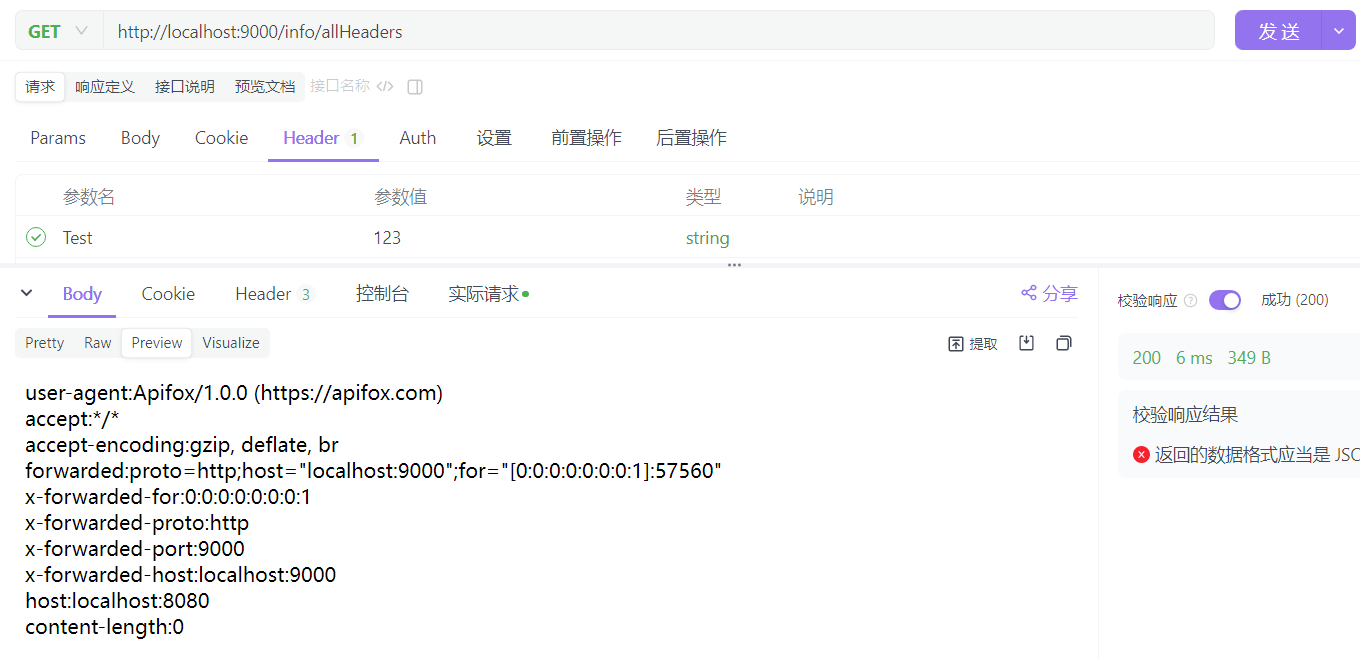 GET http://localhost:9000/info/allHeaders 发送
请求 响应定义 接口说明 预览文档 接口名称 </>
Params Body Cookie Header 1 Auth 设置 前置操作 后置操作
参数名 参数值 类型 说明
Test 123 string
Body Cookie Header 3 控制台 实际请求 分享 校验响应 ? 成功 (200)
Pretty Raw Preview Visualize 提取 200 6 ms 349 B
user-agent:Apifox/1.0.0 (https://apifox.com)
accept:*/* 校验响应结果
accept-encoding:gzip, deflate, br 返回的数据格式应当是 JSO
forwarded:proto=http;host="localhost:9000";for="[0:0:0:0:0:0:0:1]:57560"
x-forwarded-for:0:0:0:0:0:0:0:1
x-forwarded-proto:http
x-forwarded-port:9000
x-forwarded-host:localhost:9000
host:localhost:8080
content-length:0